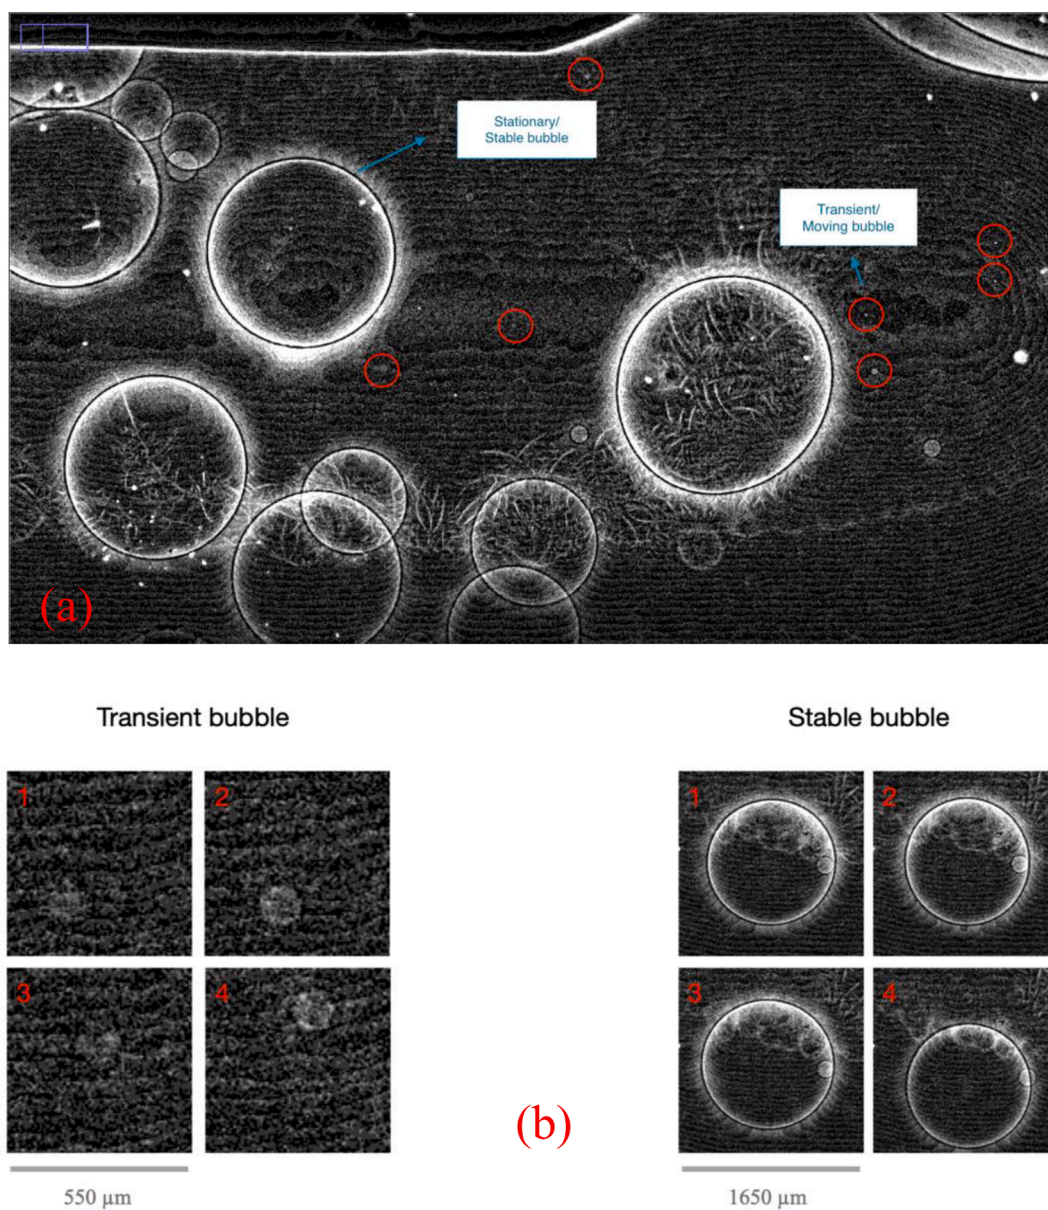 Stationary/
Stable bubble
Transient/
Moving bubble
(a)
Transient bubble
Stable bubble
1
2
1
2
3
4
3
4
(b)
550 µm
1650 µm